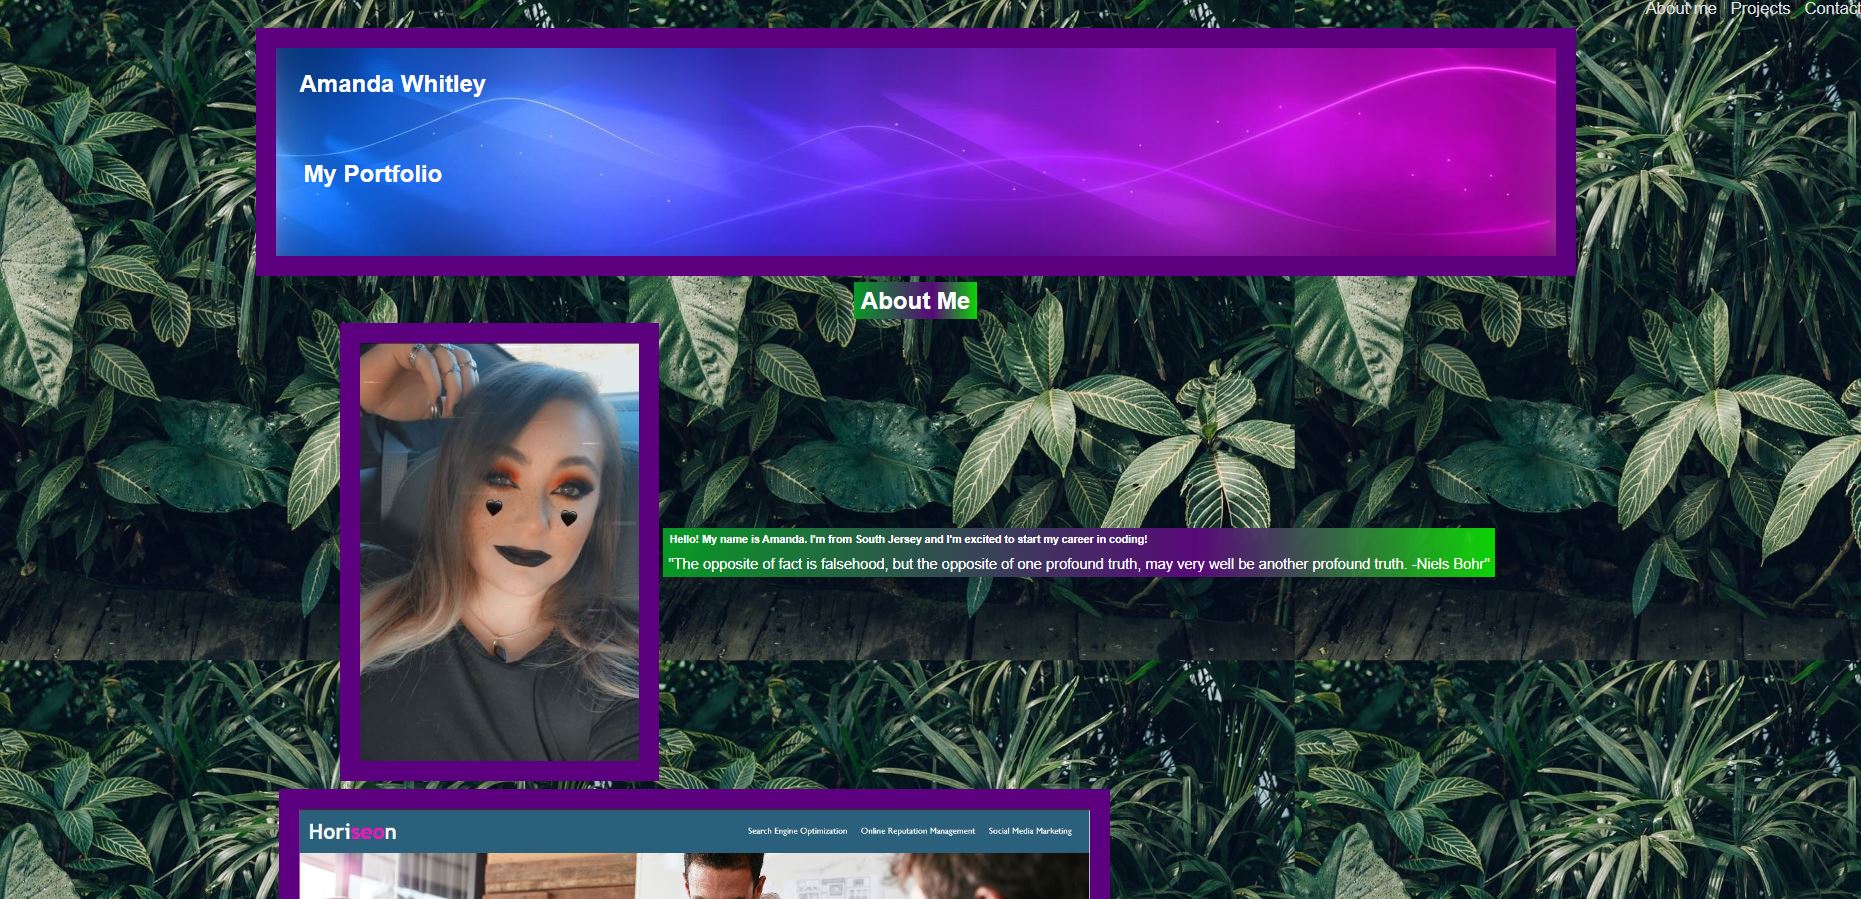 About me Projects Contact
Amanda Whitley
My Portfolio
About Me
Hello! My name is Amanda. I'm from South Jersey and I'm excited to start my career in coding!
"The opposite of fact is falsehood, but the opposite of one profound truth, may very well be another profound truth. -Niels Bohr"
Horiseon Search Engine Optimization Online Reputation Management Social Media Marketing